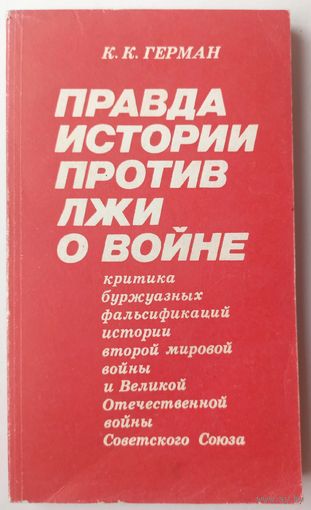 К. К. ГЕРМАН
ПРАВДА
ИСТОРИИ
ПРОТИВ
ЛЖИ
О ВОЙНЕ
критика
буржуазных
фальсификаций
истории
второй мировой
войны
и Великой
Отечественной
войны
Советского Союза